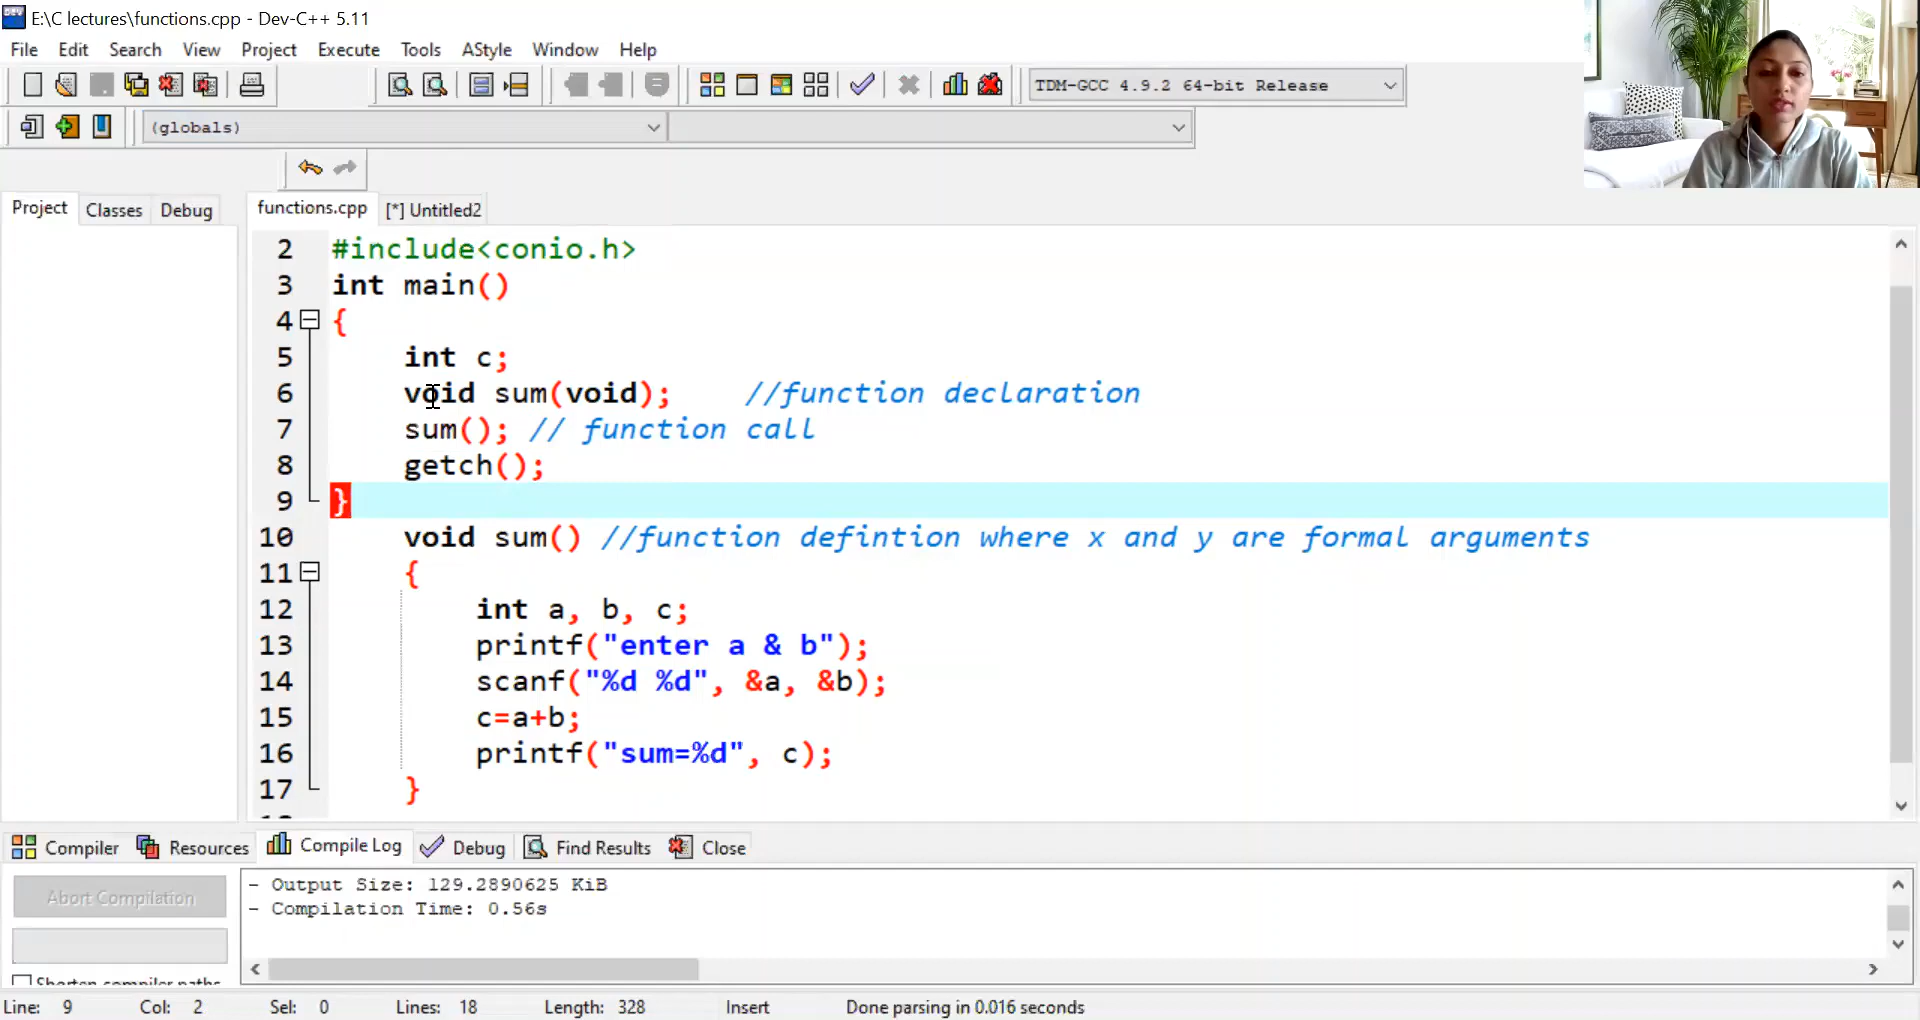 E:\C lectures\functions.cpp - Dev-C++ 5.11
File Edit Search View Project Execute Tools AStyle Window Help
TDM-GCC 4.9.2 64-bit Release
(globals)
Project Classes Debug
functions.cpp [*] Untitled2
2 #include<conio.h>
3 int main()
4 {
5 int c;
6 void sum(void); //function declaration
7 sum(); // function call
8 getch();
9 }
10 void sum() //function defintion where x and y are formal arguments
11 {
12 int a, b, c;
13 printf("enter a & b");
14 scanf("%d %d", &a, &b);
15 c=a+b;
16 printf("sum=%d", c);
17 }
Compiler Resources Compile Log Debug Find Results Close
Abort Compilation
- Output Size: 129.2890625 KiB
- Compilation Time: 0.56s
Shorten compiler paths
Line: 9 Col: 2 Sel: 0 Lines: 18 Length: 328 Insert Done parsing in 0.016 seconds